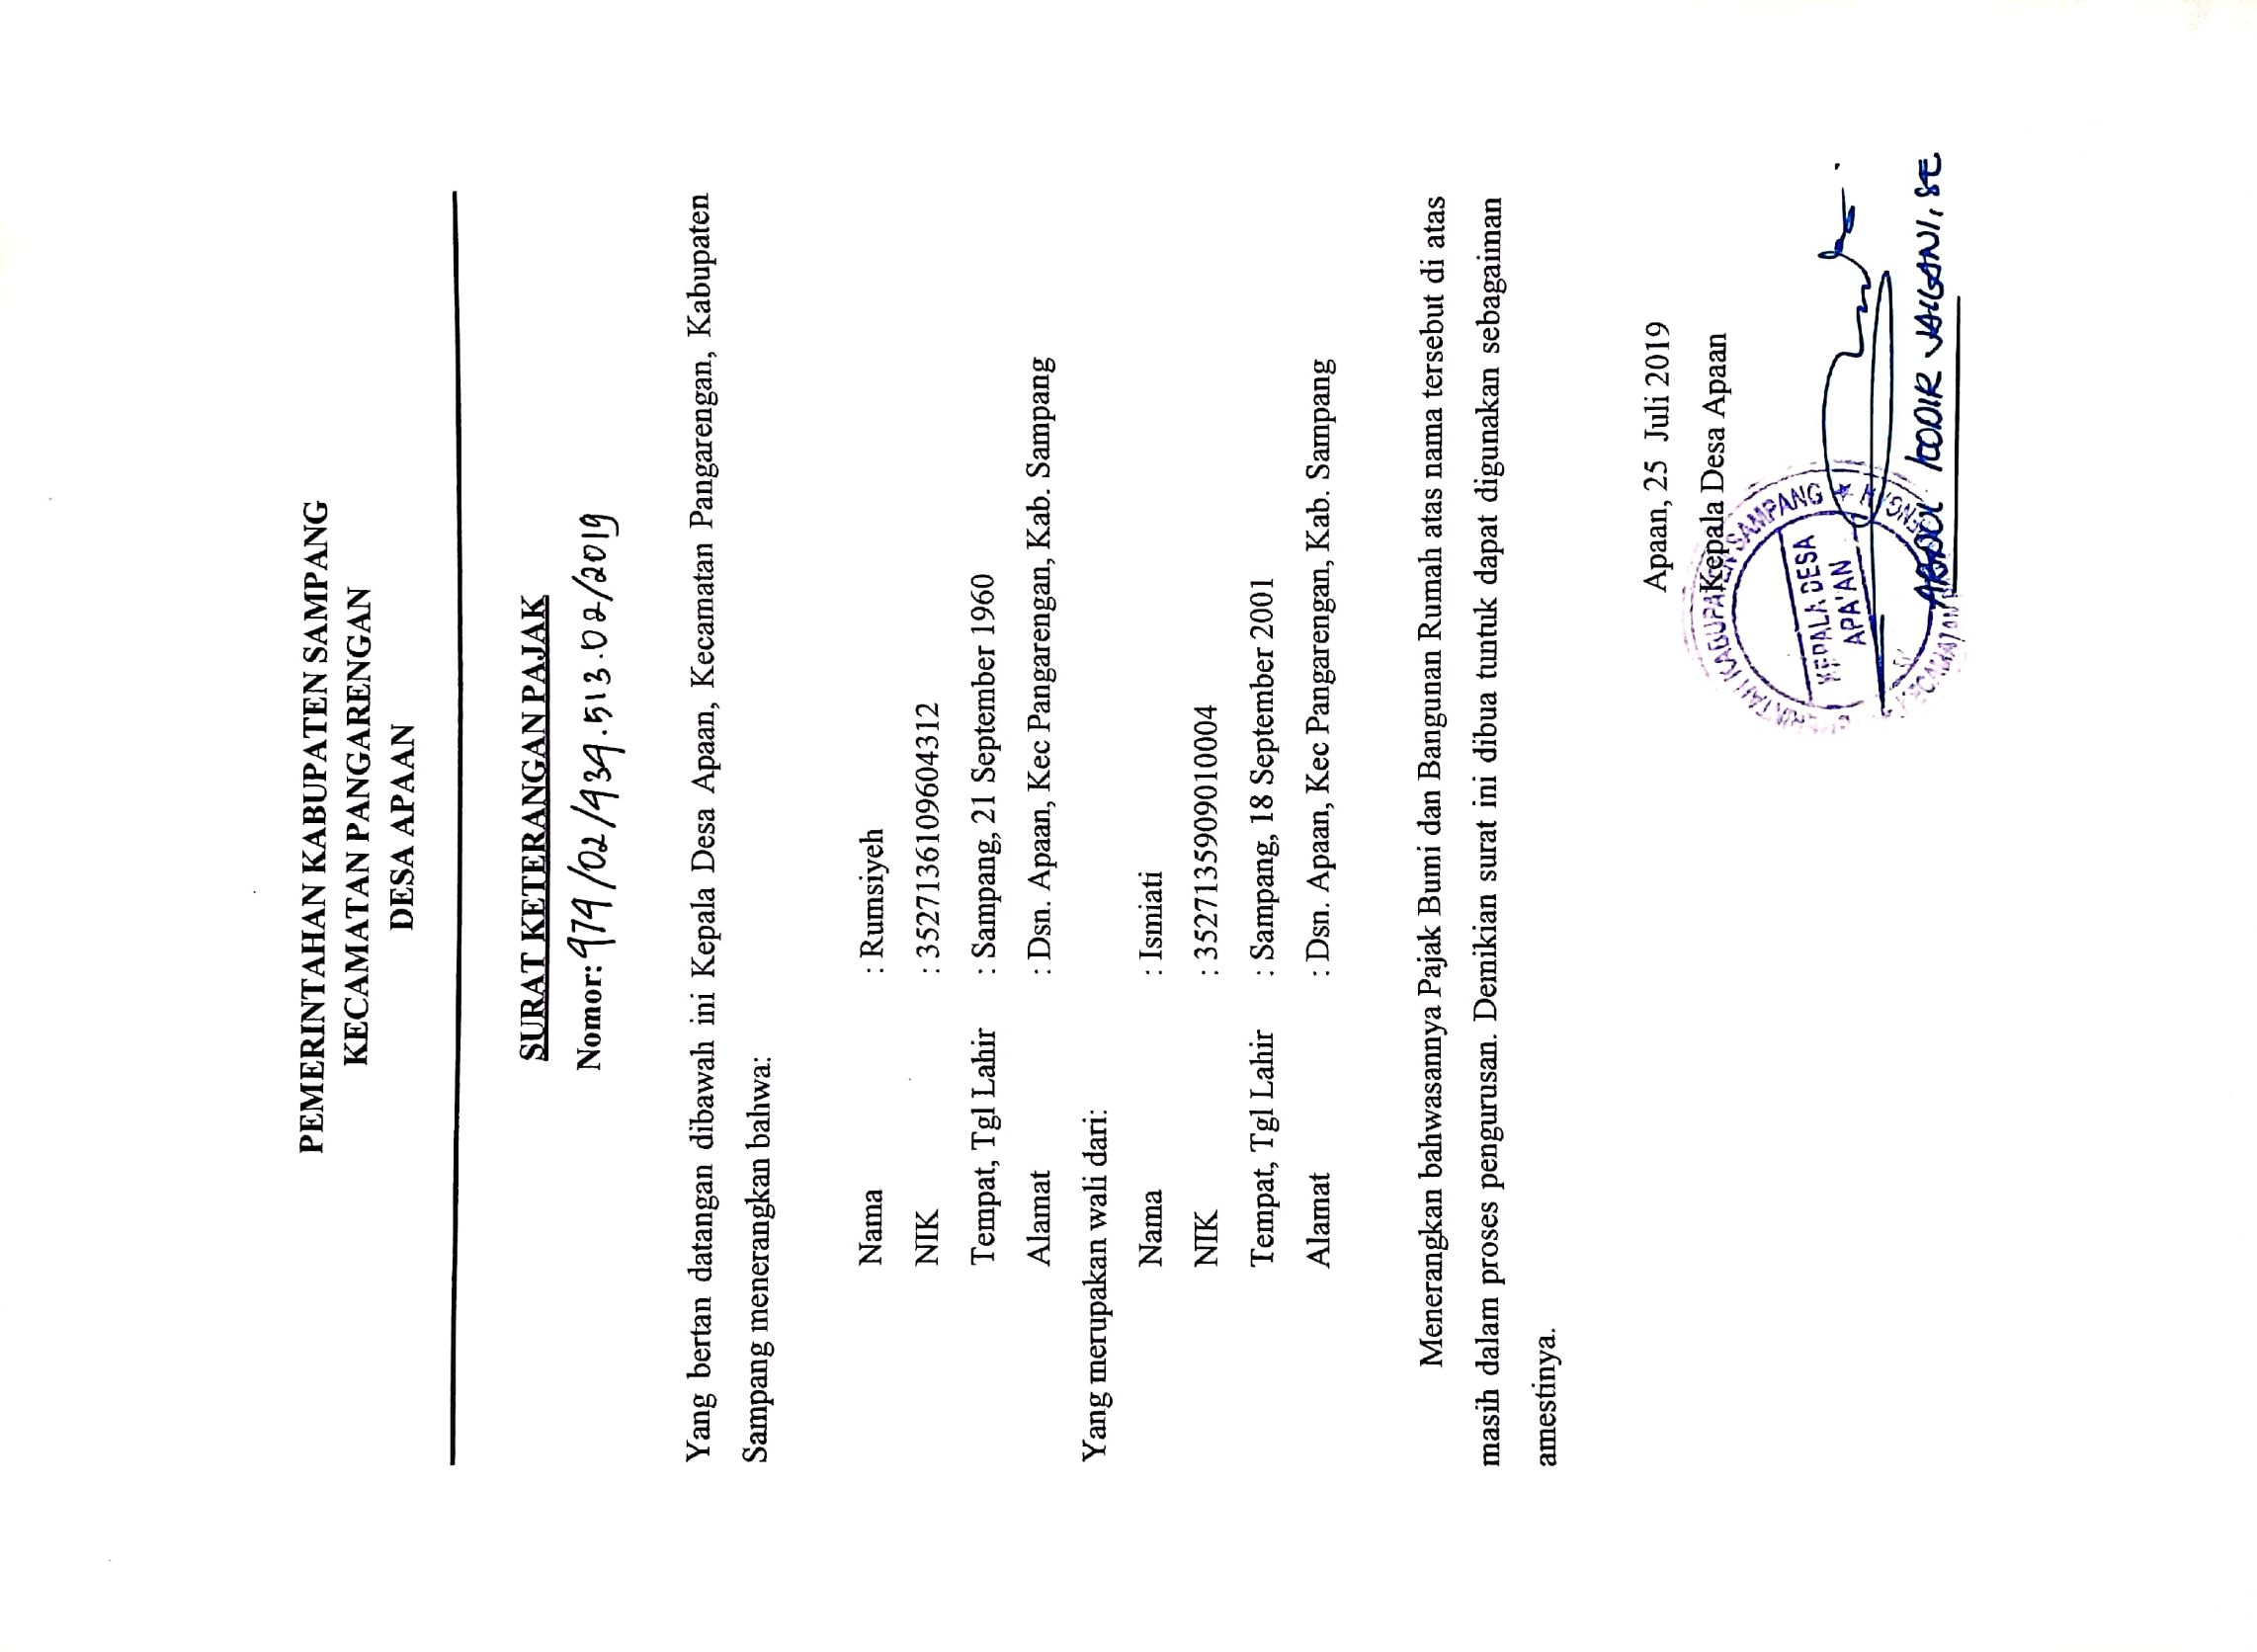 PEMERINTAHAN KABUPATEN SAMPANG
KECAMATAN PANGARENGAN
DESA APAAN
SURAT KETERANGAN PAJAK
Nomor: 979/02/434.513.02/2019
Yang bertan datangan dibawah ini Kepala Desa Apaan, Kecamatan Pangarengan, Kabupaten
Sampang menerangkan bahwa:
Nama : Rumsiyeh
NIK : 3527136109604312
Tempat, Tgl Lahir : Sampang, 21 September 1960
Alamat : Dsn. Apaan, Kec Pangarengan, Kab. Sampang
Yang merupakan wali dari:
Nama : Ismiati
NIK : 3527135909010004
Tempat, Tgl Lahir : Sampang, 18 September 2001
Alamat : Dsn. Apaan, Kec Pangarengan, Kab. Sampang
Menerangkan bahwasannya Pajak Bumi dan Bangunan Rumah atas nama tersebut di atas
masih dalam proses pengurusan. Demikian surat ini dibua tuntuk dapat digunakan sebagaiman
amestinya.
Apaan, 25 Juli 2019
Kepala Desa Apaan
KABUPATEN SAMPANG
KEPALA DESA
APA'AN
ABDUL KODIR JAILANI, SE